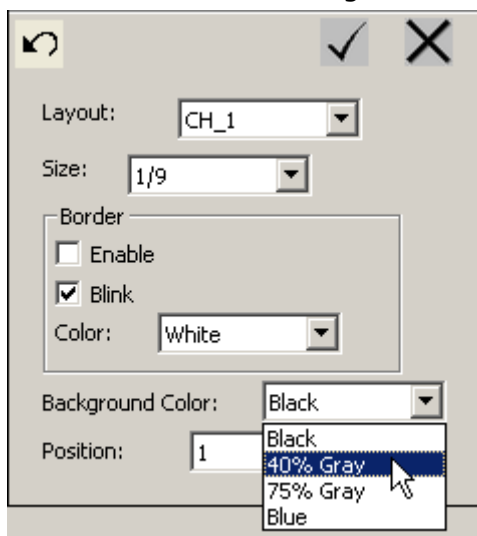 Layout: CH_1
Size: 1/9
Border
Enable
Blink
Color: White
Background Color: Black
Position: 1
Black
40% Gray
75% Gray
Blue